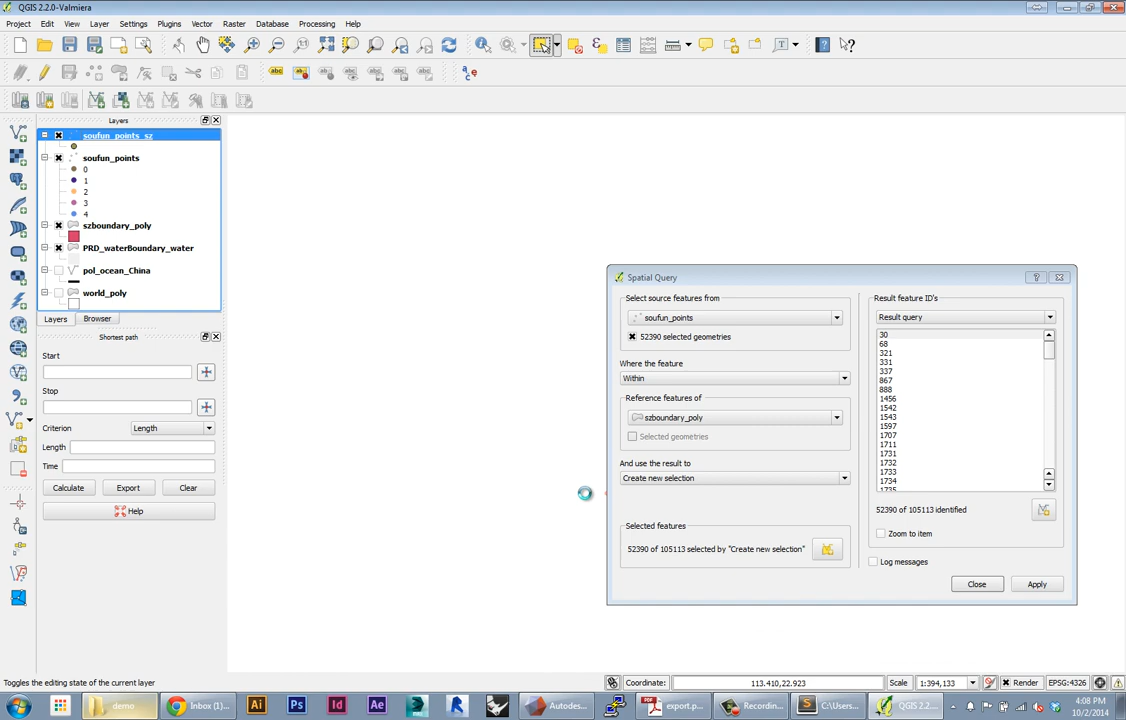 QGIS 2.2.0-Valmiera
Project Edit View Layer Settings Plugins Vector Raster Database Processing Help
Layers
soufun_points_sz
soufun_points
0
1
2
3
4
szboundary_poly
PRD_waterBoundary_water
pol_ocean_China
world_poly
Layers Browser
Shortest path
Start
Stop
Criterion Length
Length
Time
Calculate Export Clear
Help
Spatial Query
Select source features from
soufun_points
52390 selected geometries
Where the feature
Within
Reference features of
szboundary_poly
Selected geometries
And use the result to
Create new selection
Selected features
52390 of 105113 selected by "Create new selection"
Result feature ID's
Result query
30
68
321
331
337
867
888
1456
1542
1543
1597
1707
1711
1731
1732
1733
1734
1735
52390 of 105113 identified
Zoom to item
Log messages
Close Apply
Toggles the editing state of the current layer
Coordinate: 113.410,22.923 Scale 1:394,133 Render EPSG:4326
demo Inbox (1)... Autodes... export.p... Recordin... C:\Users... QGIS 2.2.... 4:08 PM
10/2/2014